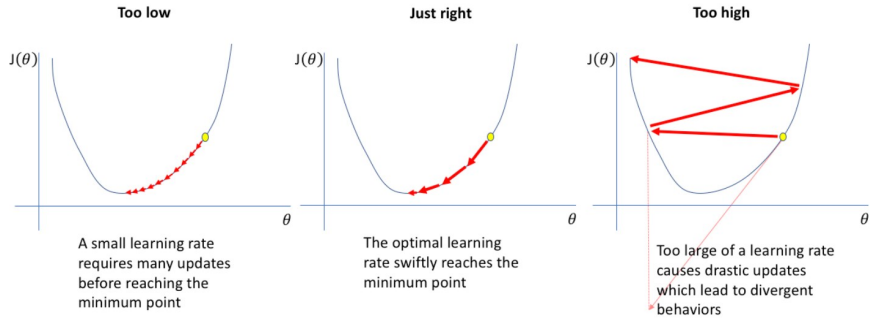 Too low
J(θ)
θ
A small learning rate
requires many updates
before reaching the
minimum point
Just right
J(θ)
θ
The optimal learning
rate swiftly reaches the
minimum point
Too high
J(θ)
θ
Too large of a learning rate
causes drastic updates
which lead to divergent
behaviors